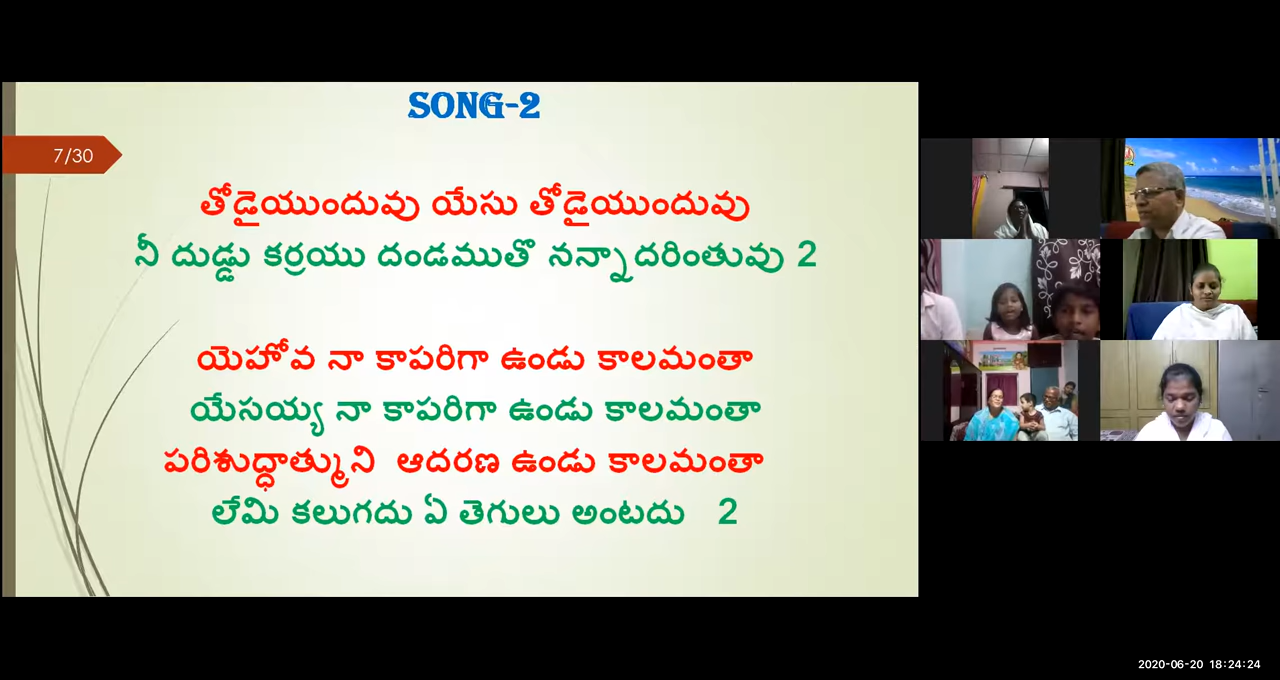 SONG-2
7/30
తోడైయుందువు యేసు తోడైయుందువు
నీ దుడ్డు కర్రయు దండముతొ నన్నాదరింతువు 2
యెహోవ నా కాపరిగా ఉండు కాలమంతా
యేసయ్య నా కాపరిగా ఉండు కాలమంతా
పరిశుద్ధాత్ముని ఆదరణ ఉండు కాలమంతా
లేమి కలుగదు ఏ తెగులు అంటదు 2
2020-06-20 18:24:24